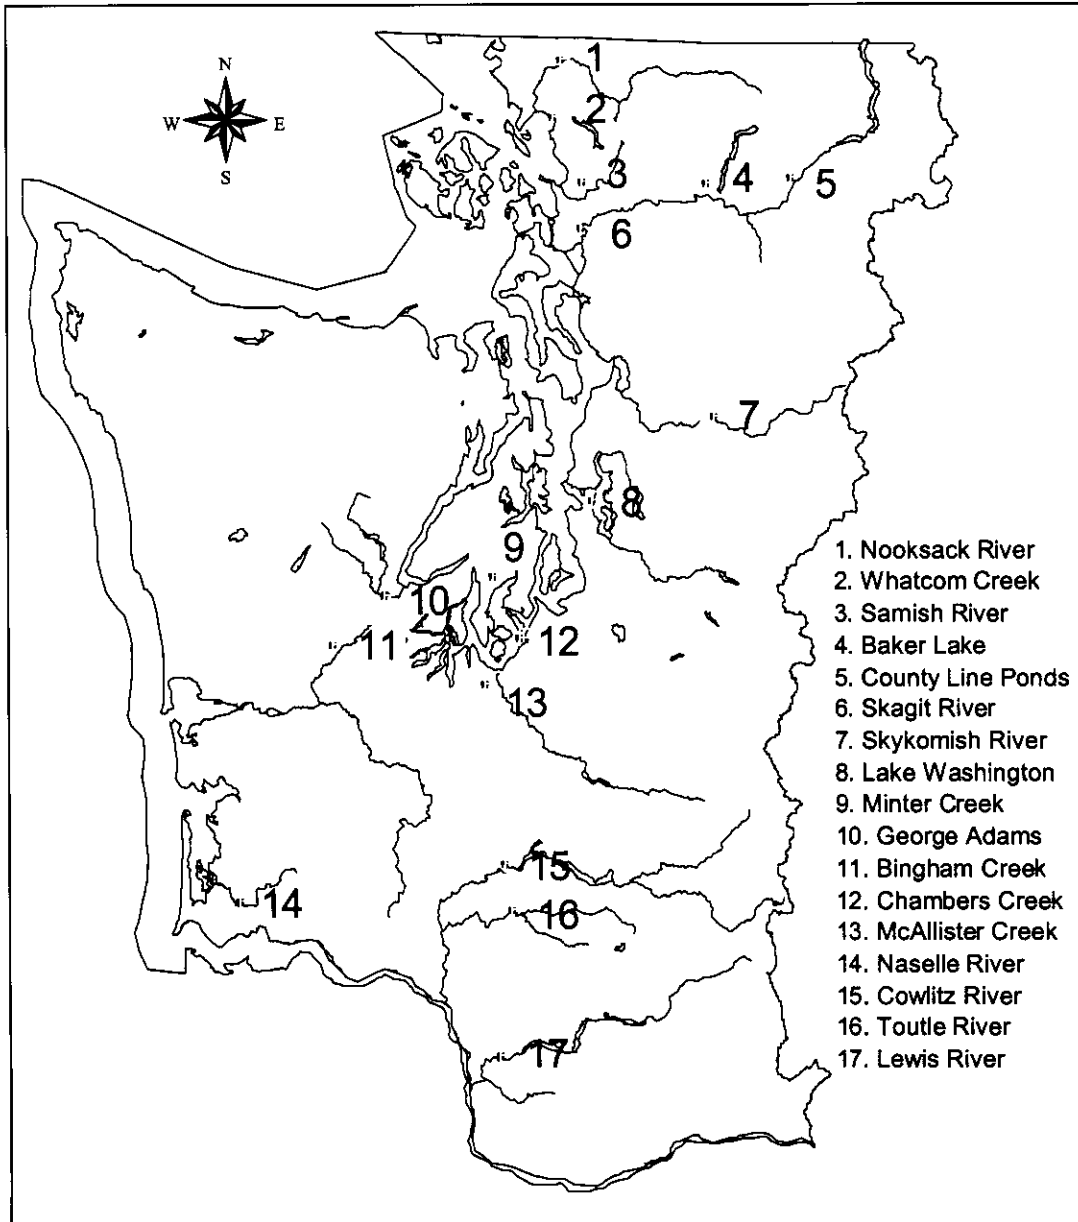 N
W E
S
1
2
3
4
5
6
7
8
9
10
11
12
13
14
15
16
17
1. Nooksack River
2. Whatcom Creek
3. Samish River
4. Baker Lake
5. County Line Ponds
6. Skagit River
7. Skykomish River
8. Lake Washington
9. Minter Creek
10. George Adams
11. Bingham Creek
12. Chambers Creek
13. McAllister Creek
14. Naselle River
15. Cowlitz River
16. Toutle River
17. Lewis River